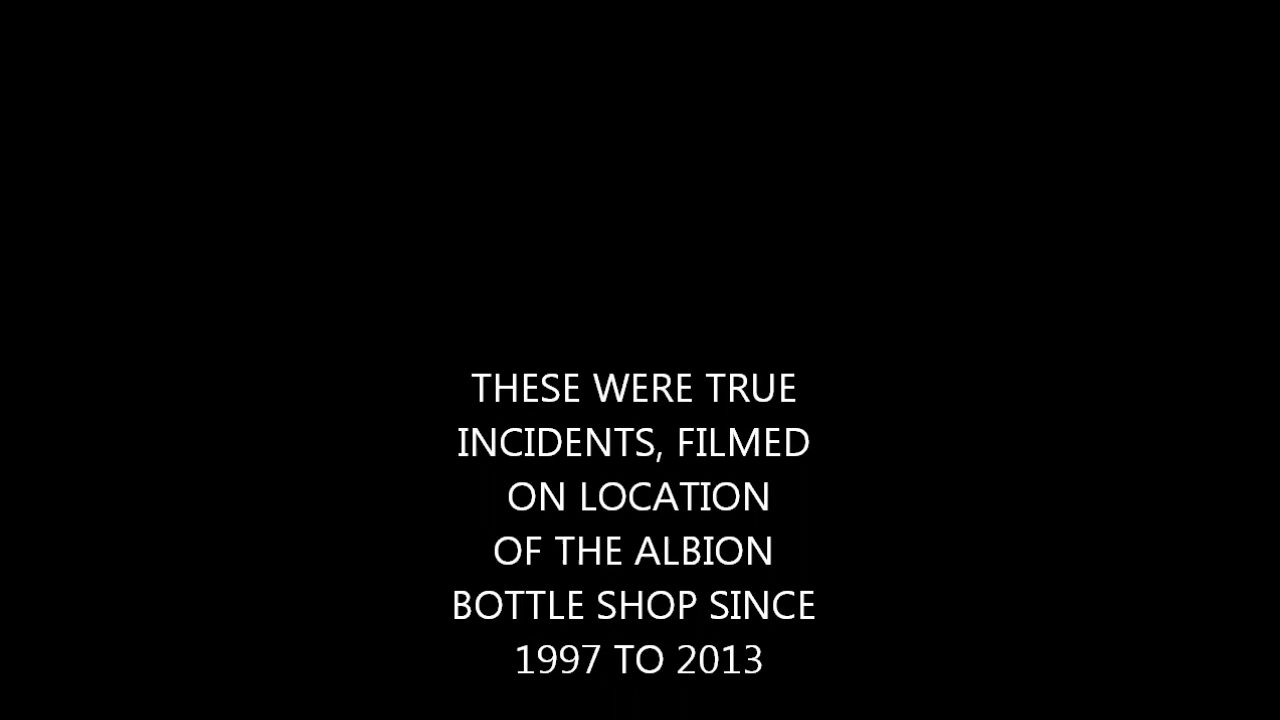 THESE WERE TRUE
INCIDENTS, FILMED
ON LOCATION
OF THE ALBION
BOTTLE SHOP SINCE
1997 TO 2013